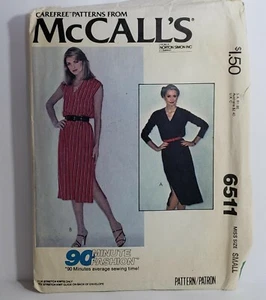 CAREFREE PATTERNS FROM
McCALL'S
$1.50
90 MINUTE
FASHION
90 Minutes average sewing time!
6511
MISS SIZE
SMALL
PATTERN/PATRON